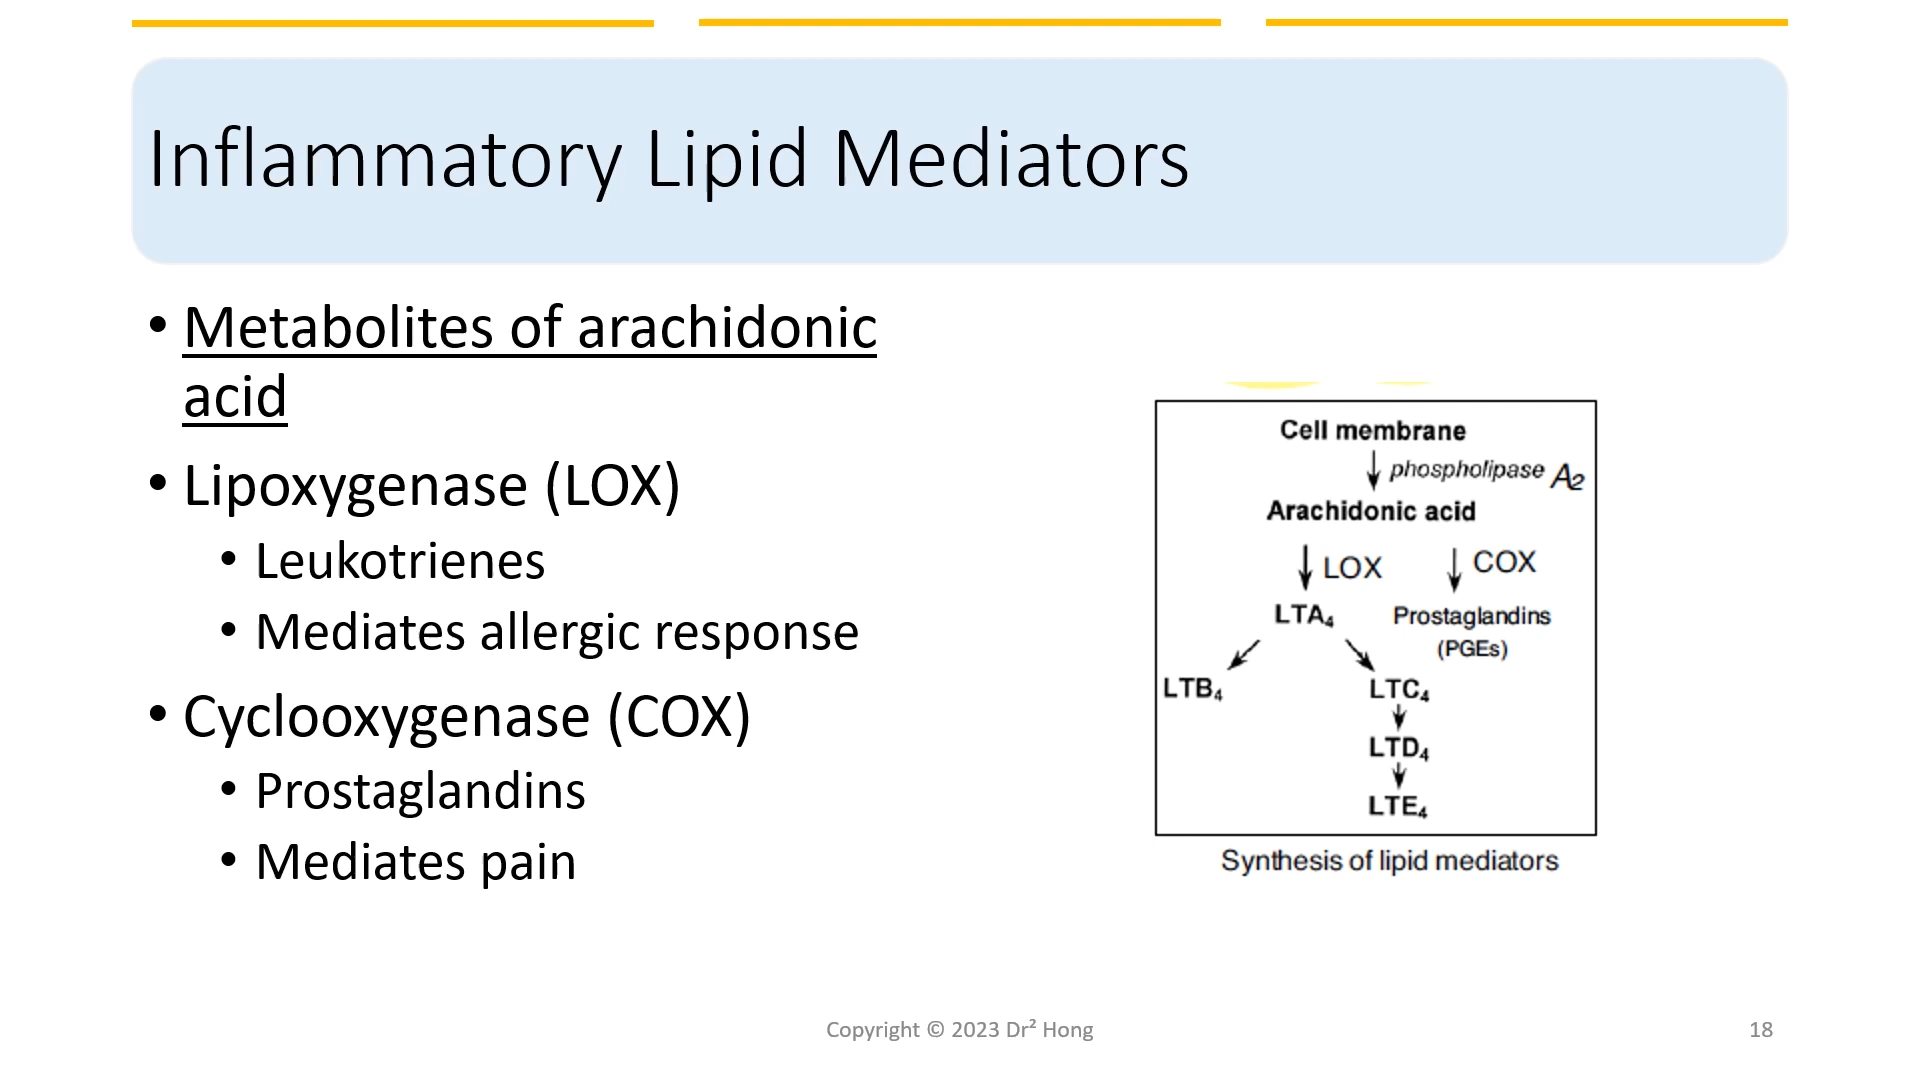 Inflammatory Lipid Mediators
• Metabolites of arachidonic
acid
• Lipoxygenase (LOX)
• Leukotrienes
• Mediates allergic response
• Cyclooxygenase (COX)
• Prostaglandins
• Mediates pain
Cell membrane
phospholipase A₂
Arachidonic acid
LOX COX
LTA₄ Prostaglandins
(PGEs)
LTB₄ LTC₄
LTD₄
LTE₄
Synthesis of lipid mediators
Copyright © 2023 Dr² Hong 18